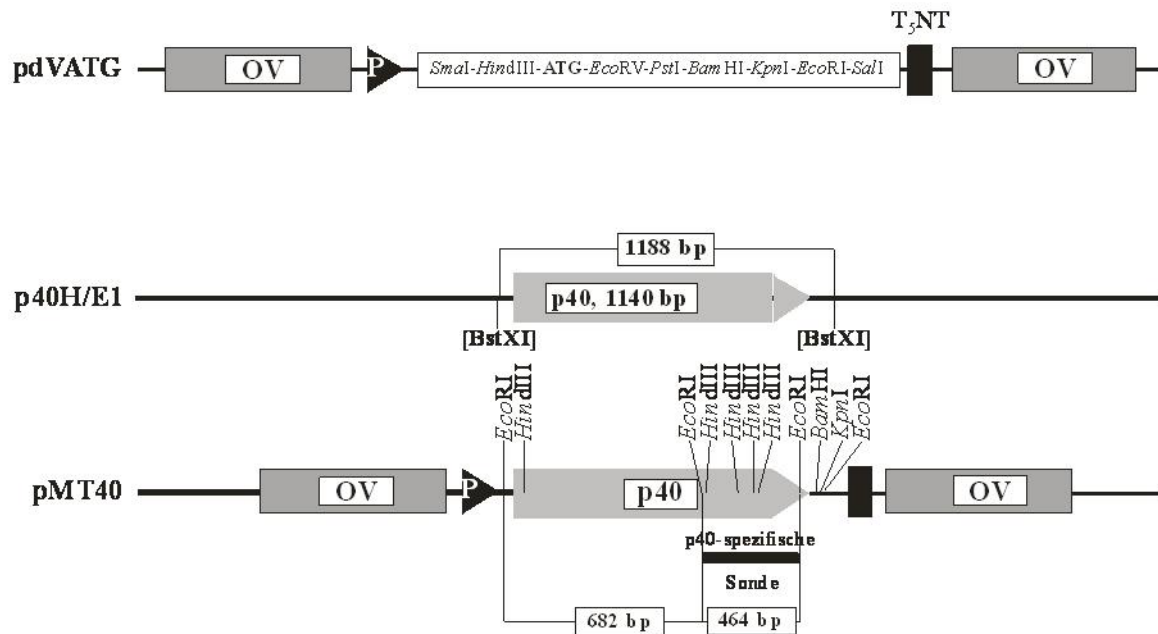 T5NT
pdVATG OV P SmaI-HindIII-ATG-EcoRV-PstI-BamHI-KpnI-EcoRI-SalI OV
1188 bp
p40H/E1 p40, 1140 bp
[BstXI] [BstXI]
EcoRI HindIII EcoRI HindIII HindIII HindIII HindIII EcoRI BamHI KpnI EcoRI
pMT40 OV P p40 OV
p40-spezifische
Sonde
682 bp 464 bp